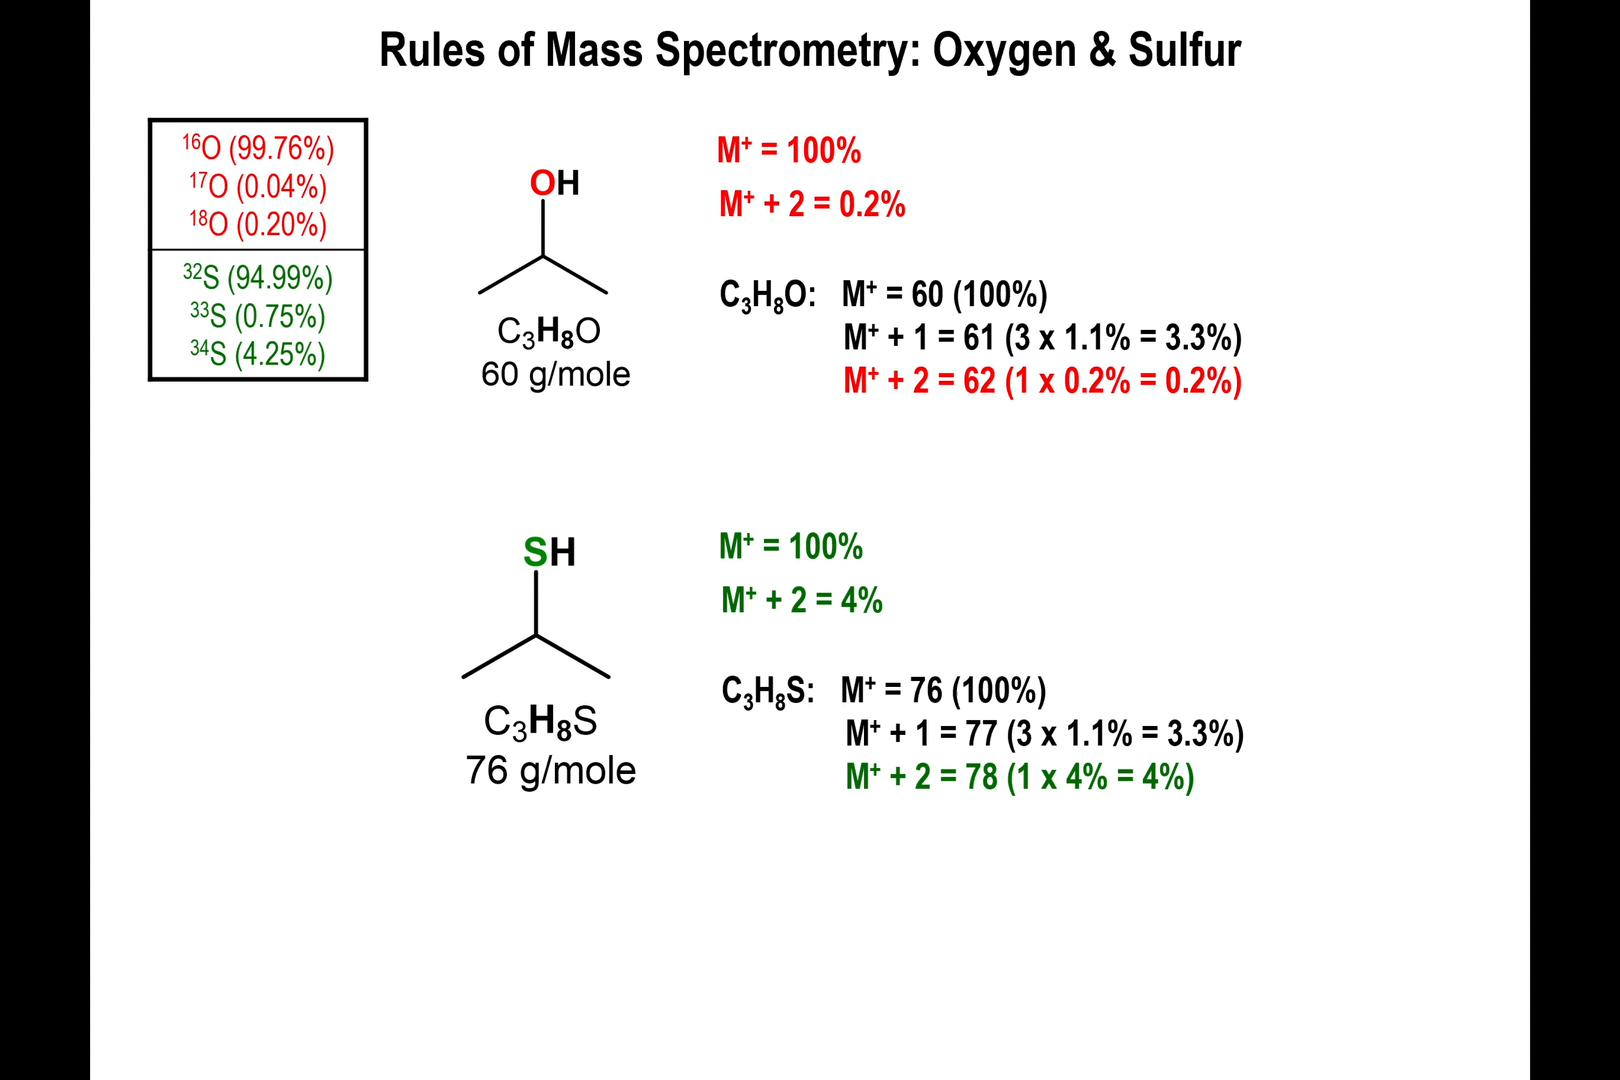 Rules of Mass Spectrometry: Oxygen & Sulfur
¹⁶O (99.76%)
¹⁷O (0.04%)
¹⁸O (0.20%)
³²S (94.99%)
³³S (0.75%)
³⁴S (4.25%)
OH
C₃H₈O
60 g/mole
M⁺ = 100%
M⁺ + 2 = 0.2%
C₃H₈O: M⁺ = 60 (100%)
M⁺ + 1 = 61 (3 x 1.1% = 3.3%)
M⁺ + 2 = 62 (1 x 0.2% = 0.2%)
SH
C₃H₈S
76 g/mole
M⁺ = 100%
M⁺ + 2 = 4%
C₃H₈S: M⁺ = 76 (100%)
M⁺ + 1 = 77 (3 x 1.1% = 3.3%)
M⁺ + 2 = 78 (1 x 4% = 4%)